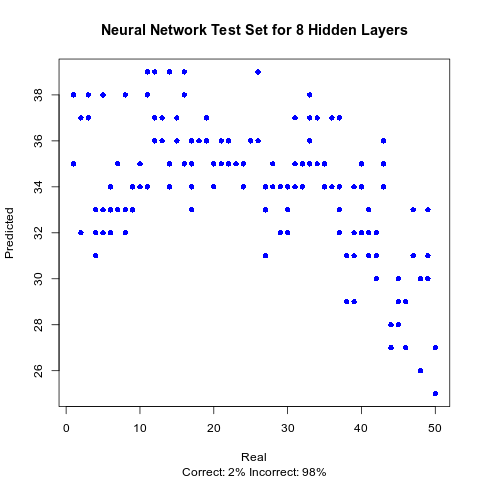 Neural Network Test Set for 8 Hidden Layers
38
36
34
32
30
28
26
Predicted
0 10 20 30 40 50
Real
Correct: 2% Incorrect: 98%